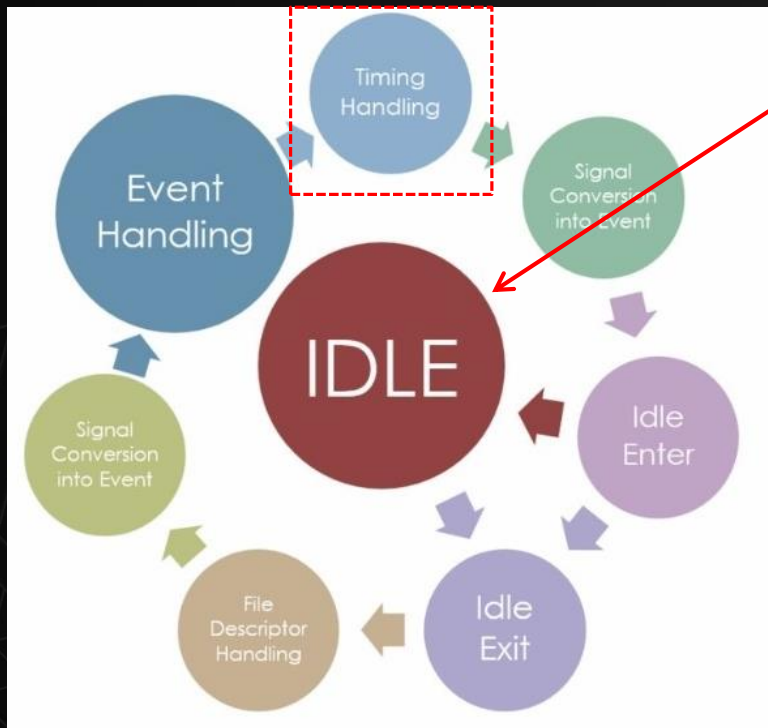 Timing
Handling
Signal
Conversion
into Event
Event
Handling
IDLE
Idle
Enter
Signal
Conversion
into Event
Idle
Exit
File
Descriptor
Handling